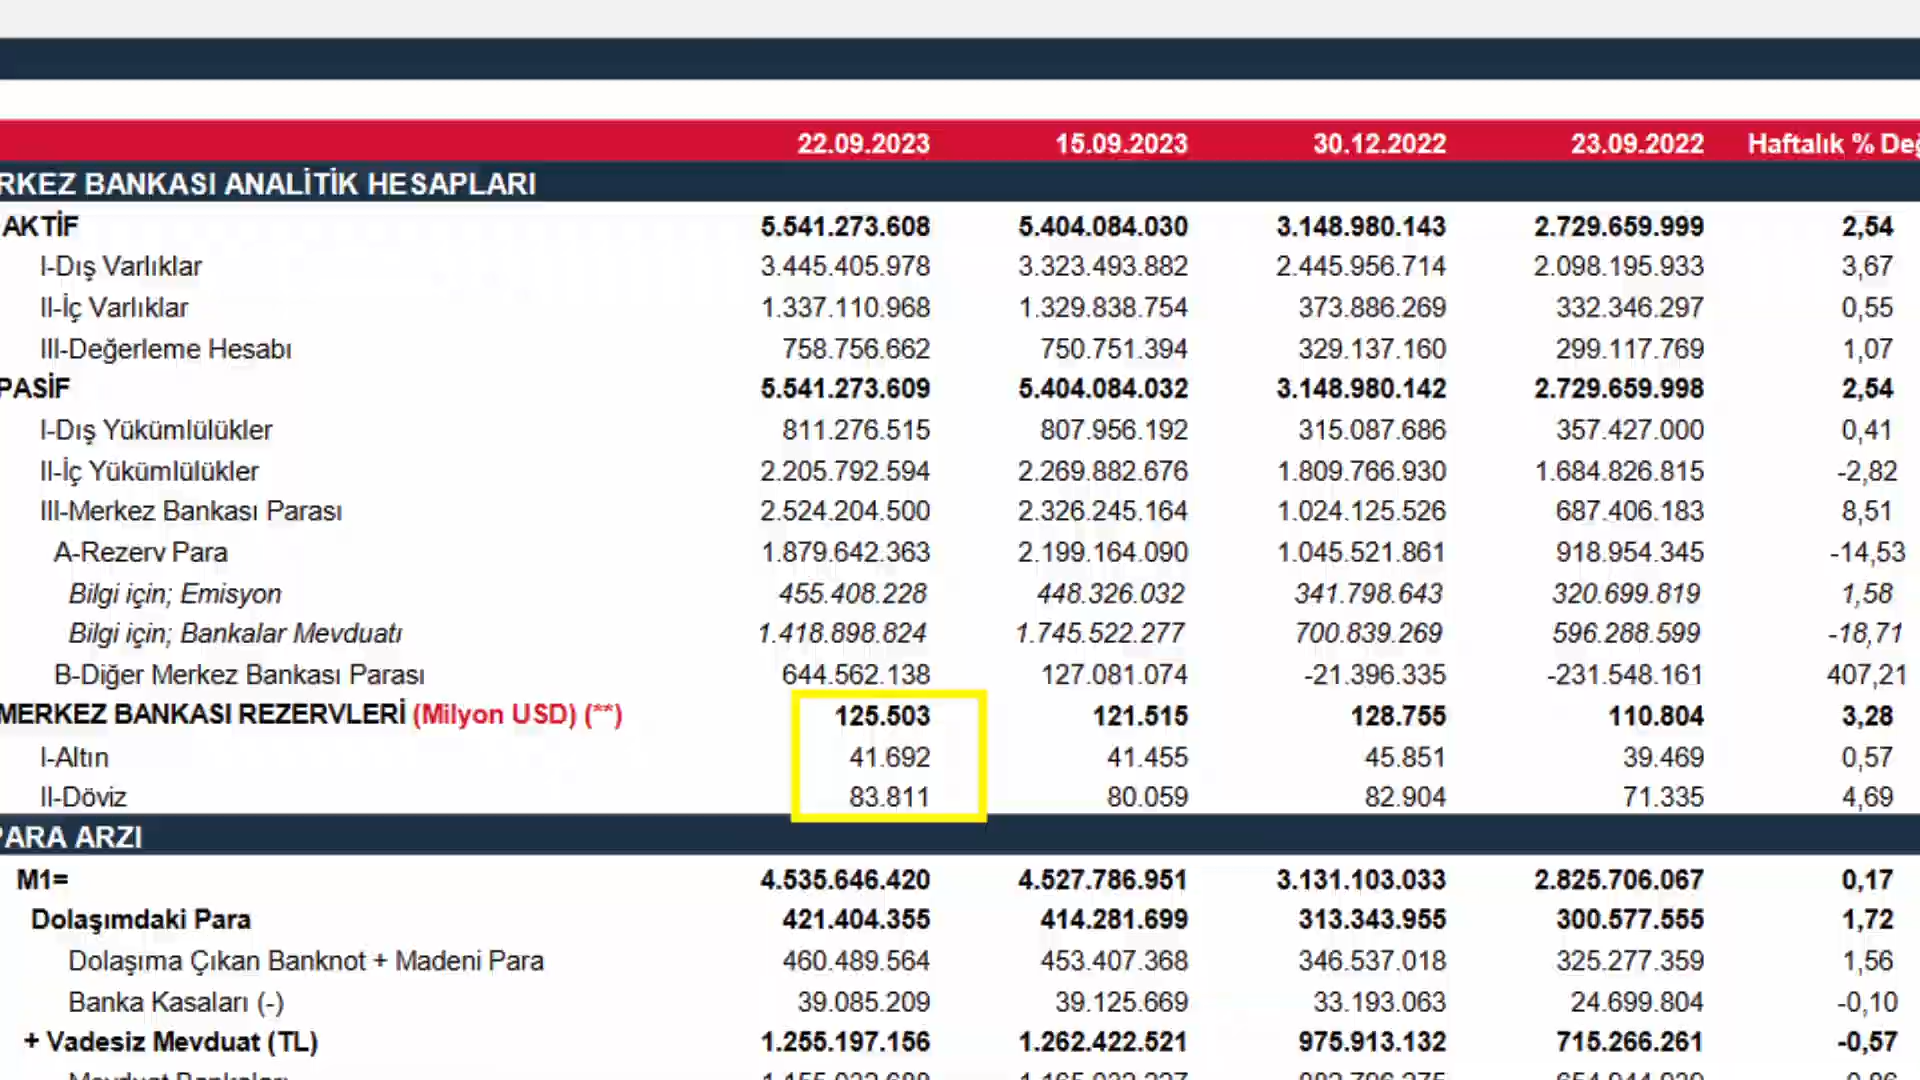 22.09.2023 15.09.2023 30.12.2022 23.09.2022 Haftalık %
BANKASI ANALİTİK HESAPLARI
AKTİF 5.541.273.608 5.404.084.030 3.148.980.143 2.729.659.999 2,54
I-Dış Varlıklar 3.445.405.978 3.323.493.882 2.445.956.714 2.098.195.933 3,67
II-İç Varlıklar 1.337.110.968 1.329.838.754 373.886.269 332.346.297 0,55
III-Değerleme Hesabı 758.756.662 750.751.394 329.137.160 299.117.769 1,07
PASİF 5.541.273.609 5.404.084.032 3.148.980.142 2.729.659.998 2,54
I-Dış Yükümlülükler 811.276.515 807.956.192 315.087.686 357.427.000 0,41
II-İç Yükümlülükler 2.205.792.594 2.269.882.676 1.809.766.930 1.684.826.815 -2,82
III-Merkez Bankası Parası 2.524.204.500 2.326.245.164 1.024.125.526 687.406.183 8,51
A-Rezerv Para 1.879.642.363 2.199.164.090 1.045.521.861 918.954.345 -14,53
Bilgi için; Emisyon 455.408.228 448.326.032 341.798.643 320.699.819 1,58
Bilgi için; Bankalar Mevduatı 1.418.898.824 1.745.522.277 700.839.269 596.288.599 -18,71
B-Diğer Merkez Bankası Parası 644.562.138 127.081.074 -21.396.335 -231.548.161 407,21
MERKEZ BANKASI REZERVLERİ (Milyon USD) (**) 125.503 121.515 128.755 110.804 3,28
I-Altın 41.692 41.455 45.851 39.469 0,57
II-Döviz 83.811 80.059 82.904 71.335 4,69
PARA ARZI
M1= 4.535.646.420 4.527.786.951 3.131.103.033 2.825.706.067 0,17
Dolaşımdaki Para 421.404.355 414.281.699 313.343.955 300.577.555 1,72
Dolaşıma Çıkan Banknot + Madeni Para 460.489.564 453.407.368 346.537.018 325.277.359 1,56
Banka Kasaları (-) 39.085.209 39.125.669 33.193.063 24.699.804 -0,10
+ Vadesiz Mevduat (TL) 1.255.197.156 1.262.422.521 975.913.132 715.266.261 -0,57